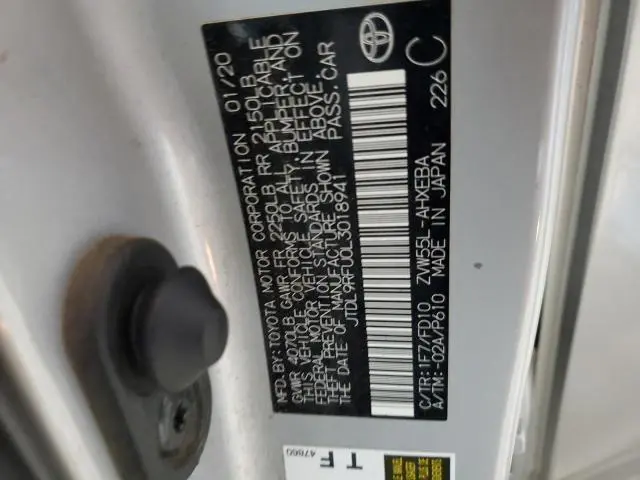 MFD. BY: TOYOTA MOTOR CORPORATION 01/20
GVWR 4070LB GAWR FR 2250LB RR 2150LB
THIS VEHICLE CONFORMS TO ALL APPLICABLE
FEDERAL MOTOR VEHICLE SAFETY, BUMPER, AND
THEFT PREVENTION STANDARDS IN EFFECT ON
THE DATE OF MANUFACTURE SHOWN ABOVE.
JTDL9RFU0L3018941 PASS. CAR
C/TR: 1F7/FD10 ZVW55L-AHXEBA
A/TM: -02A/P610 MADE IN JAPAN 226 C
T F
47860